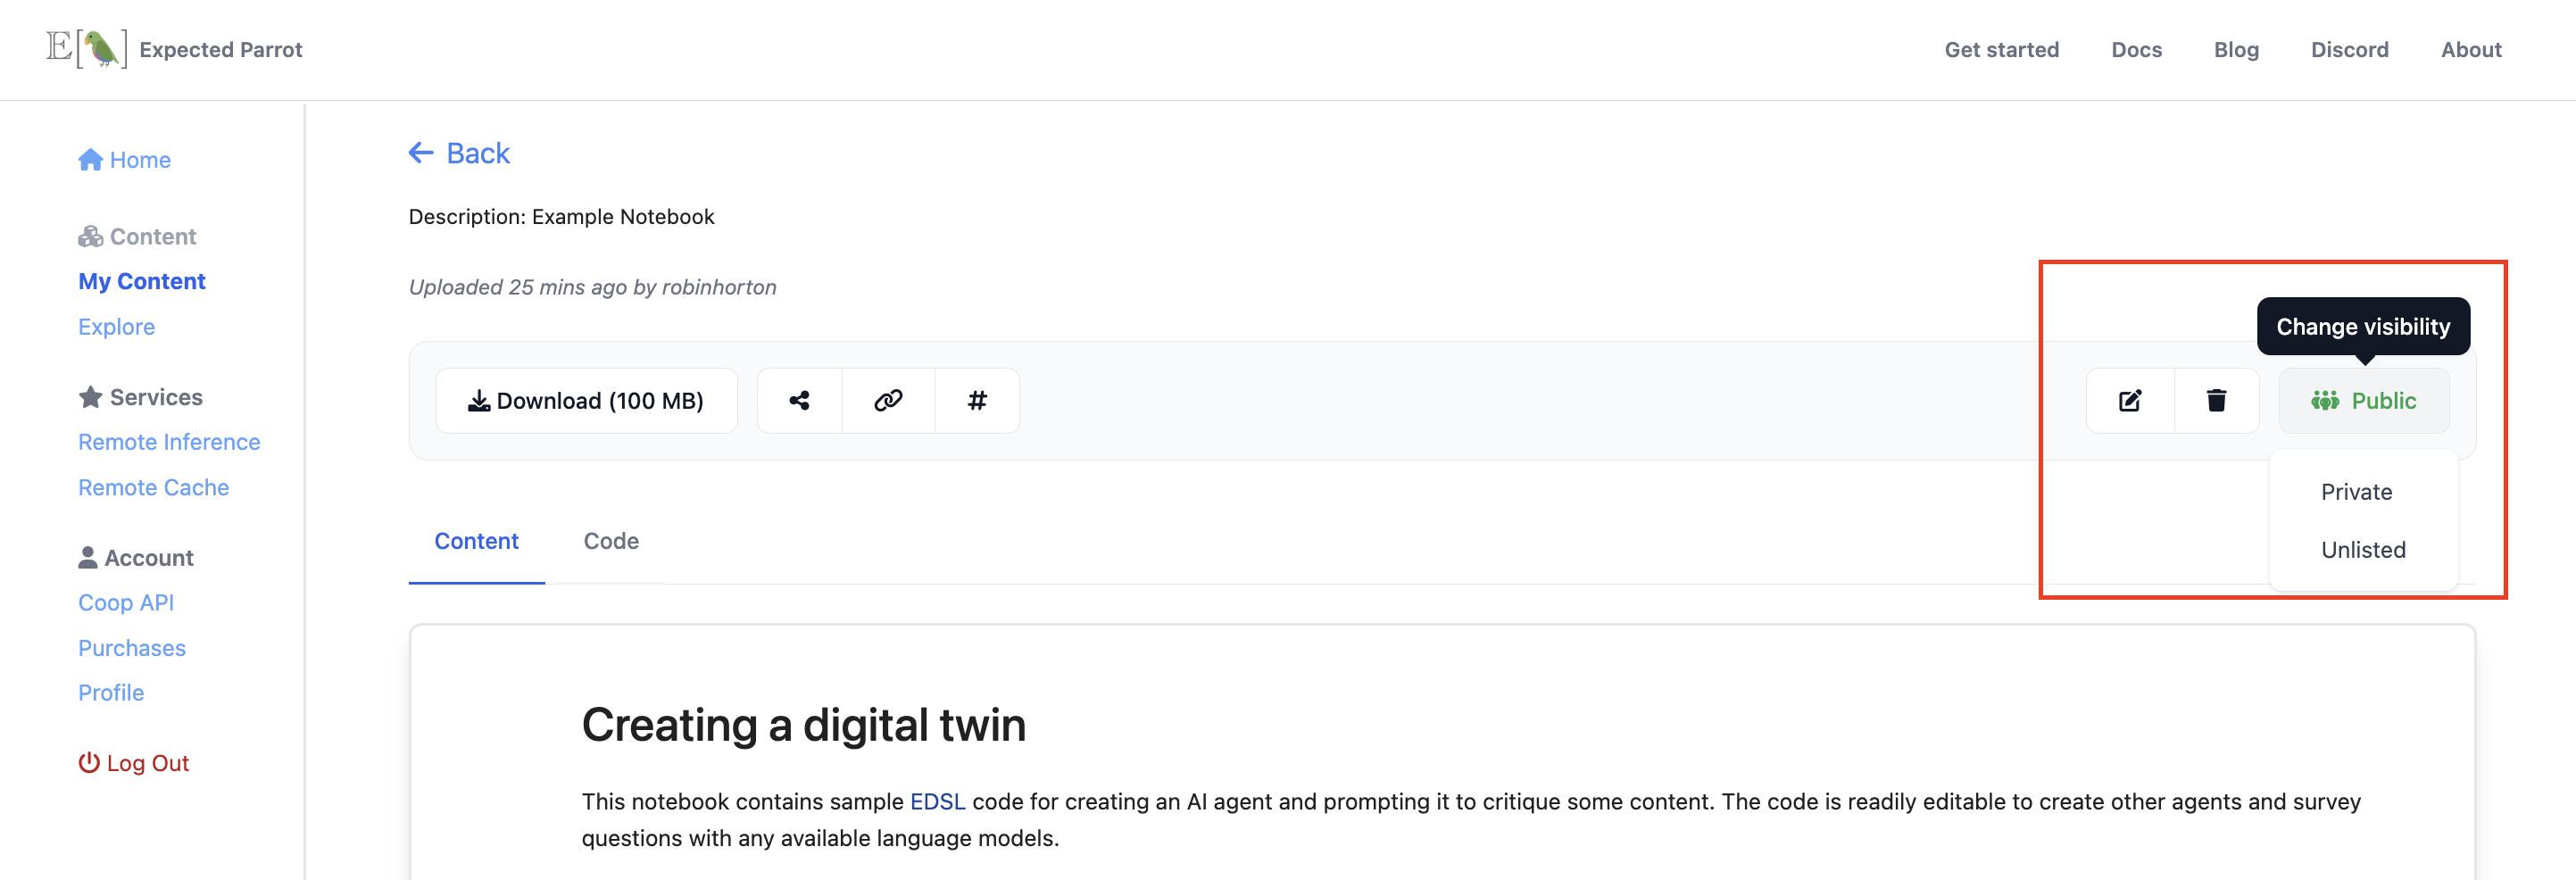 E[ ] Expected Parrot
Get started
Docs
Blog
Discord
About
Home
Content
My Content
Explore
Services
Remote Inference
Remote Cache
Account
Coop API
Purchases
Profile
Log Out
Back
Description: Example Notebook
Uploaded 25 mins ago by robinhorton
Change visibility
Download (100 MB)
#
Public
Private
Unlisted
Content
Code
Creating a digital twin
This notebook contains sample EDSL code for creating an AI agent and prompting it to critique some content. The code is readily editable to create other agents and survey
questions with any available language models.